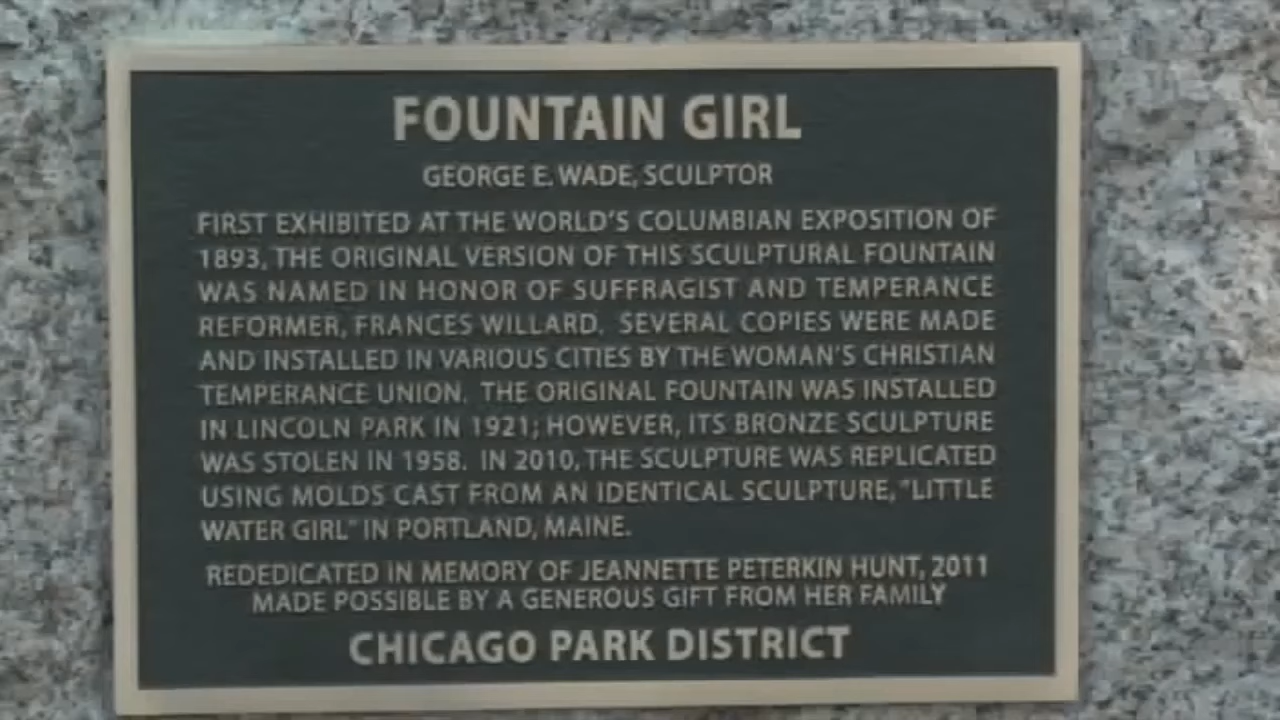 FOUNTAIN GIRL
GEORGE E. WADE, SCULPTOR
FIRST EXHIBITED AT THE WORLD'S COLUMBIAN EXPOSITION OF
1893, THE ORIGINAL VERSION OF THIS SCULPTURAL FOUNTAIN
WAS NAMED IN HONOR OF SUFFRAGIST AND TEMPERANCE
REFORMER, FRANCES WILLARD. SEVERAL COPIES WERE MADE
AND INSTALLED IN VARIOUS CITIES BY THE WOMAN'S CHRISTIAN
TEMPERANCE UNION. THE ORIGINAL FOUNTAIN WAS INSTALLED
IN LINCOLN PARK IN 1921; HOWEVER, ITS BRONZE SCULPTURE
WAS STOLEN IN 1958. IN 2010, THE SCULPTURE WAS REPLICATED
USING MOLDS CAST FROM AN IDENTICAL SCULPTURE, "LITTLE
WATER GIRL" IN PORTLAND, MAINE.
REDEDICATED IN MEMORY OF JEANNETTE PETERKIN HUNT, 2011
MADE POSSIBLE BY A GENEROUS GIFT FROM HER FAMILY
CHICAGO PARK DISTRICT